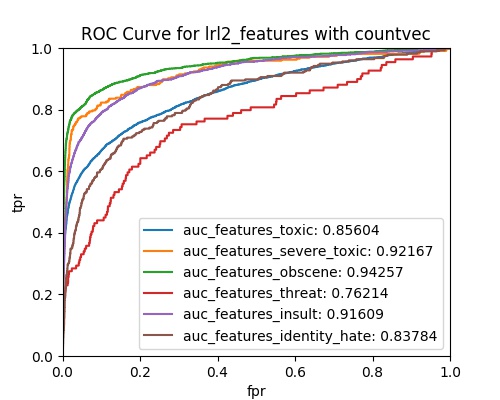 ROC Curve for lrl2_features with countvec
1.0
0.8
0.6
0.4
0.2
0.0
tpr
auc_features_toxic: 0.85604
auc_features_severe_toxic: 0.92167
auc_features_obscene: 0.94257
auc_features_threat: 0.76214
auc_features_insult: 0.91609
auc_features_identity_hate: 0.83784
0.0 0.2 0.4 0.6 0.8 1.0
fpr